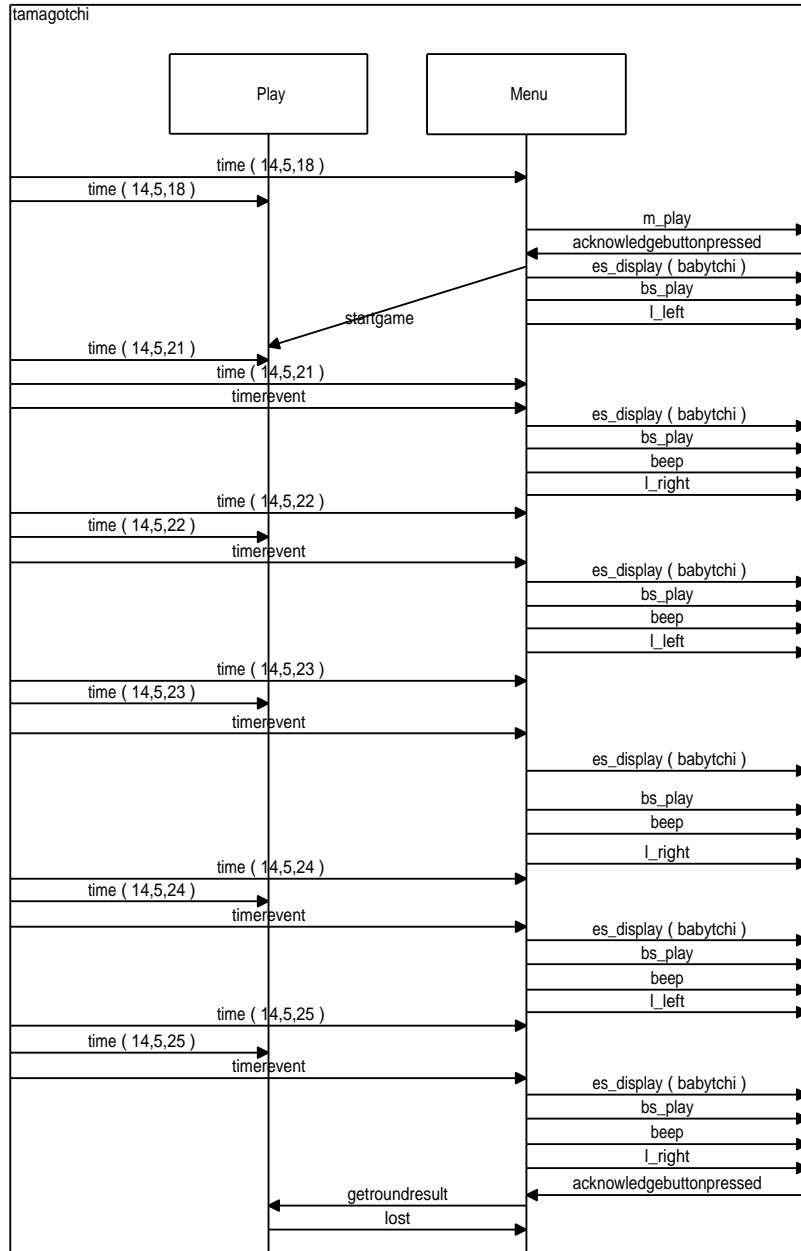 tamagotchi
Play
Menu
time ( 14,5,18 )
time ( 14,5,18 )
m_play
acknowledgebuttonpressed
es_display ( babytchi )
bs_play
startgame
l_left
time ( 14,5,21 )
time ( 14,5,21 )
timerevent
es_display ( babytchi )
bs_play
beep
l_right
time ( 14,5,22 )
time ( 14,5,22 )
timerevent
es_display ( babytchi )
bs_play
beep
l_left
time ( 14,5,23 )
time ( 14,5,23 )
timerevent
es_display ( babytchi )
bs_play
beep
l_right
time ( 14,5,24 )
time ( 14,5,24 )
timerevent
es_display ( babytchi )
bs_play
beep
l_left
time ( 14,5,25 )
time ( 14,5,25 )
timerevent
es_display ( babytchi )
bs_play
beep
l_right
acknowledgebuttonpressed
getroundresult
lost